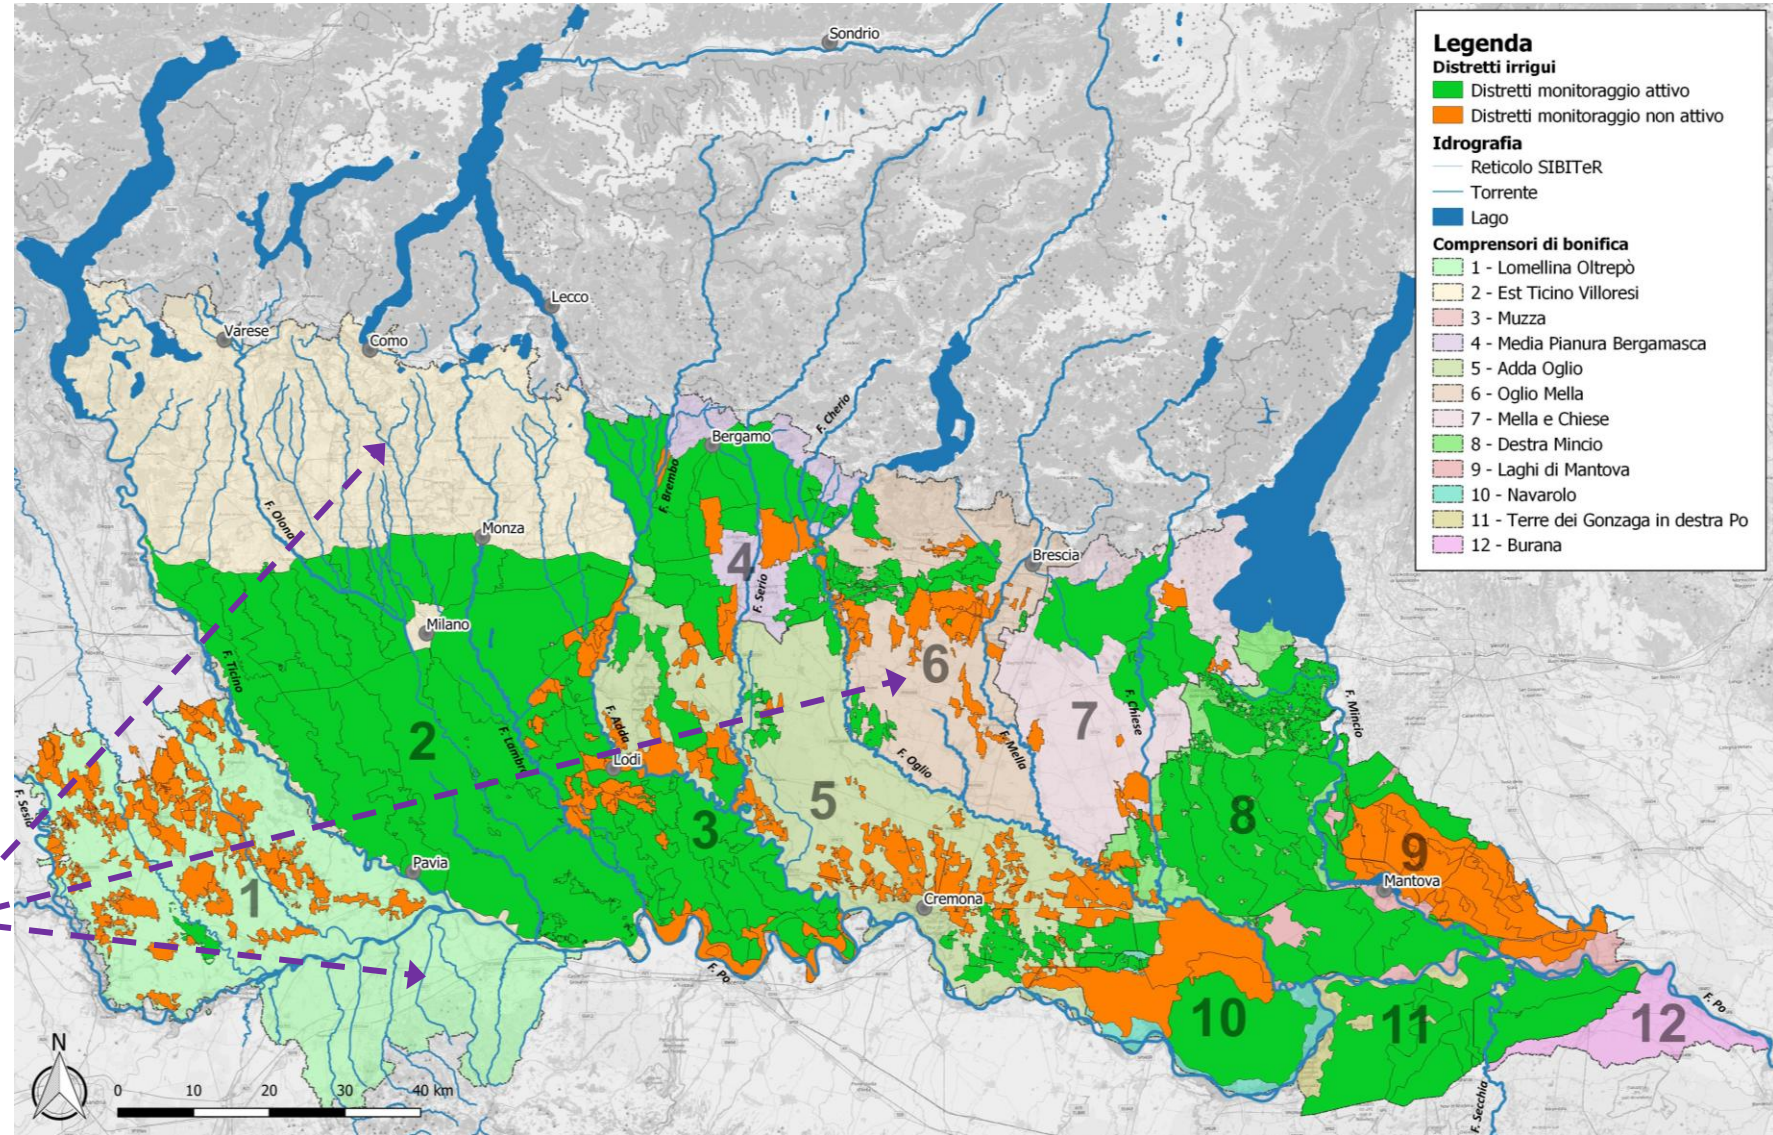 Sondrio
Lecco
Varese
Como
F. Cherio
Bergamo
F. Brembo
F. Olona
Monza
Brescia
4
F. Serio
Milano
F. Ticino
6
F. Chiese
F. Mincio
7
2
F. Adda
F. Lambro
F. Mella
F. Oglio
Lodi
F. Sesia
5
8
3
9
Pavia
Mantova
1
Cremona
F. Po
10
11
12
F. Po
F. Secchia
N
0 10 20 30 40 km
Legenda
Distretti irrigui
Distretti monitoraggio attivo
Distretti monitoraggio non attivo
Idrografia
Reticolo SIBITeR
Torrente
Lago
Comprensori di bonifica
1 - Lomellina Oltrepò
2 - Est Ticino Villoresi
3 - Muzza
4 - Media Pianura Bergamasca
5 - Adda Oglio
6 - Oglio Mella
7 - Mella e Chiese
8 - Destra Mincio
9 - Laghi di Mantova
10 - Navarolo
11 - Terre dei Gonzaga in destra Po
12 - Burana